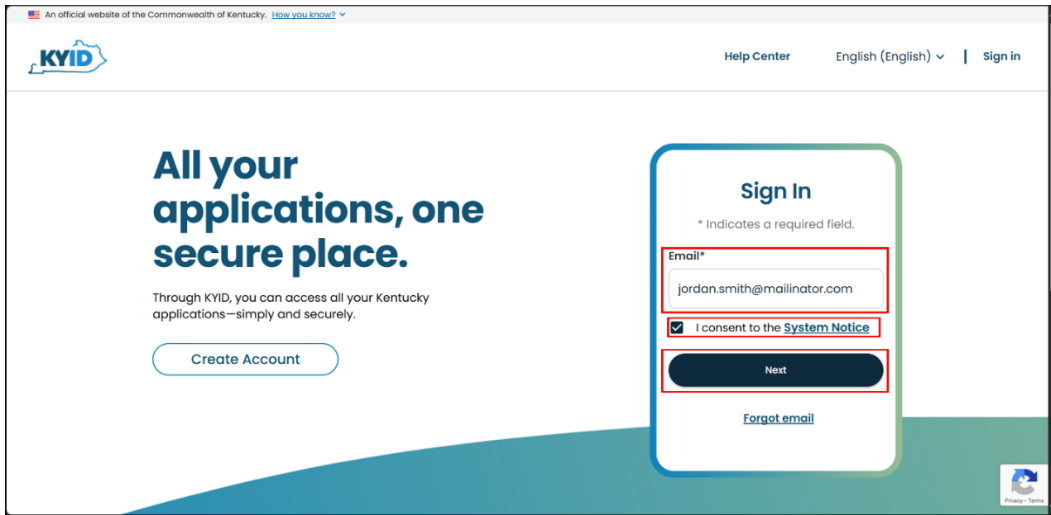 An official website of the Commonwealth of Kentucky. How you know?
KYID
Help Center
English (English)
Sign in
All your
applications, one
secure place.
Through KYID, you can access all your Kentucky
applications—simply and securely.
Create Account
Sign In
* Indicates a required field.
Email*
jordan.smith@mailinator.com
I consent to the System Notice
Next
Forgot email
Privacy - Terms